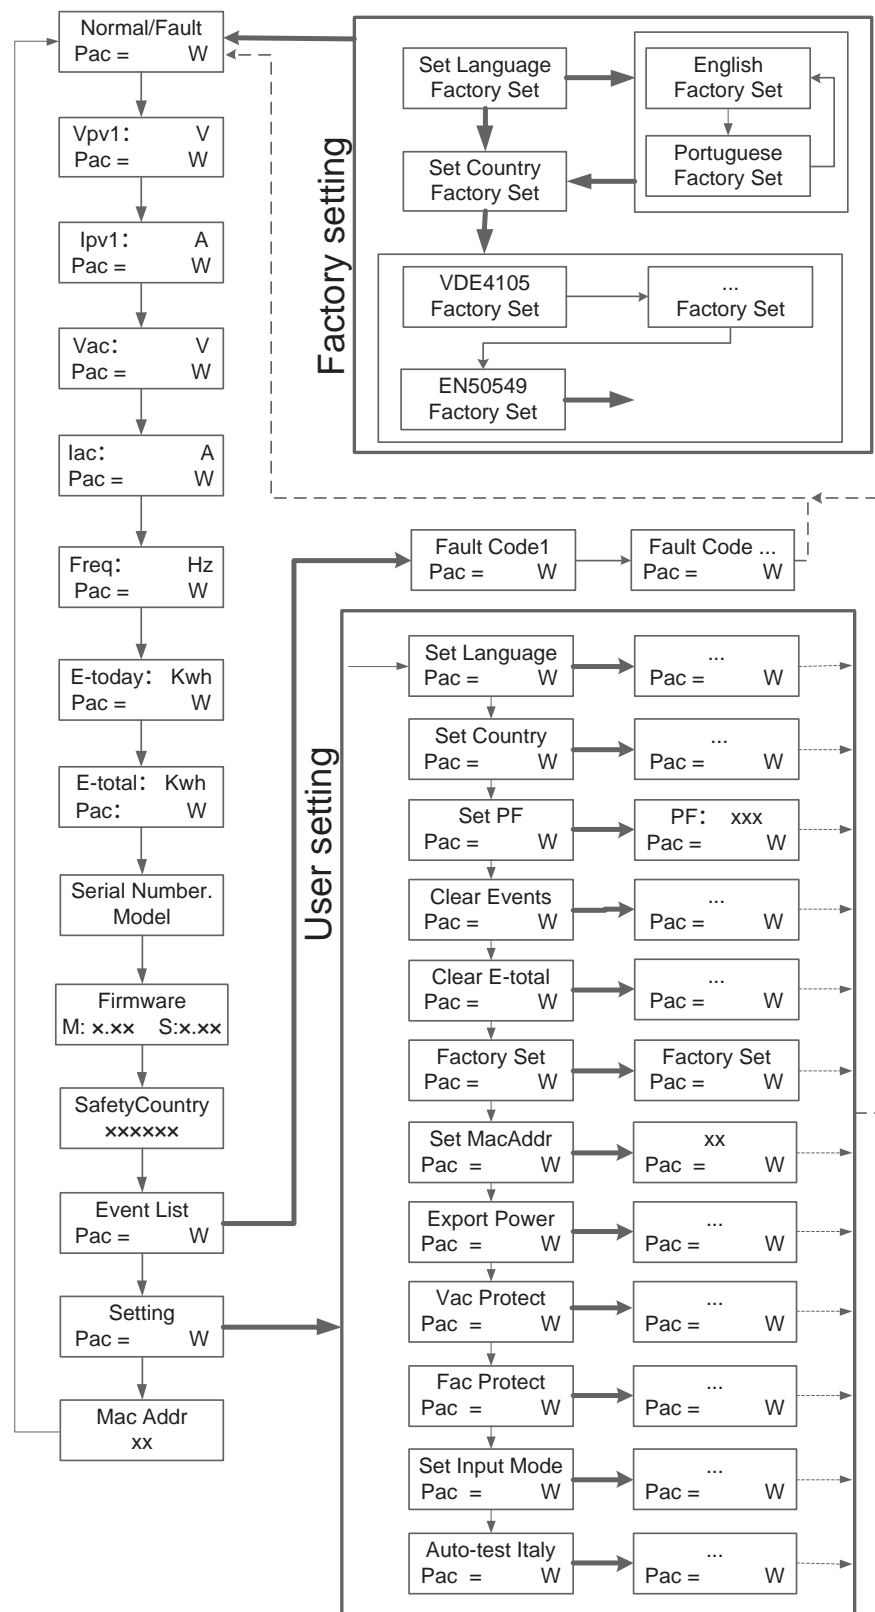 Normal/Fault
Pac = W
Vpv1: V
Pac = W
Ipv1: A
Pac = W
Vac: V
Pac = W
Iac: A
Pac = W
Freq: Hz
Pac = W
E-today: Kwh
Pac = W
E-total: Kwh
Pac: W
Serial Number.
Model
Firmware
M: ×.×× S:×.××
SafetyCountry
××××××
Event List
Pac = W
Setting
Pac = W
Mac Addr
xx
Factory setting
Set Language
Factory Set
English
Factory Set
Portuguese
Factory Set
Set Country
Factory Set
VDE4105
Factory Set
...
Factory Set
EN50549
Factory Set
Fault Code1
Pac = W
Fault Code ...
Pac = W
User setting
Set Language
Pac = W
...
Pac = W
Set Country
Pac = W
...
Pac = W
Set PF
Pac = W
PF: xxx
Pac = W
Clear Events
Pac = W
...
Pac = W
Clear E-total
Pac = W
...
Pac = W
Factory Set
Pac = W
Factory Set
Pac = W
Set MacAddr
Pac = W
xx
Pac = W
Export Power
Pac = W
...
Pac = W
Vac Protect
Pac = W
...
Pac = W
Fac Protect
Pac = W
...
Pac = W
Set Input Mode
Pac = W
...
Pac = W
Auto-test Italy
Pac = W
...
Pac = W